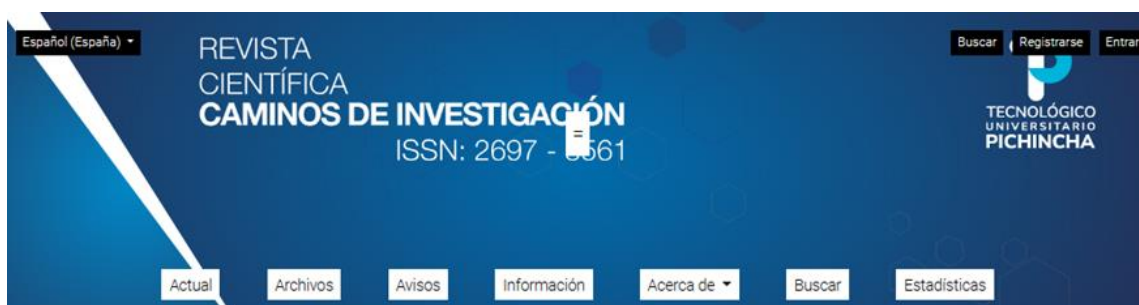 Español (España)
Buscar
Registrarse
Entrar
REVISTA
CIENTÍFICA
CAMINOS DE INVESTIGACIÓN
=
ISSN: 2697 -
TECNOLÓGICO
UNIVERSITARIO
PICHINCHA
Actual
Archivos
Avisos
Información
Acerca de
Buscar
Estadísticas